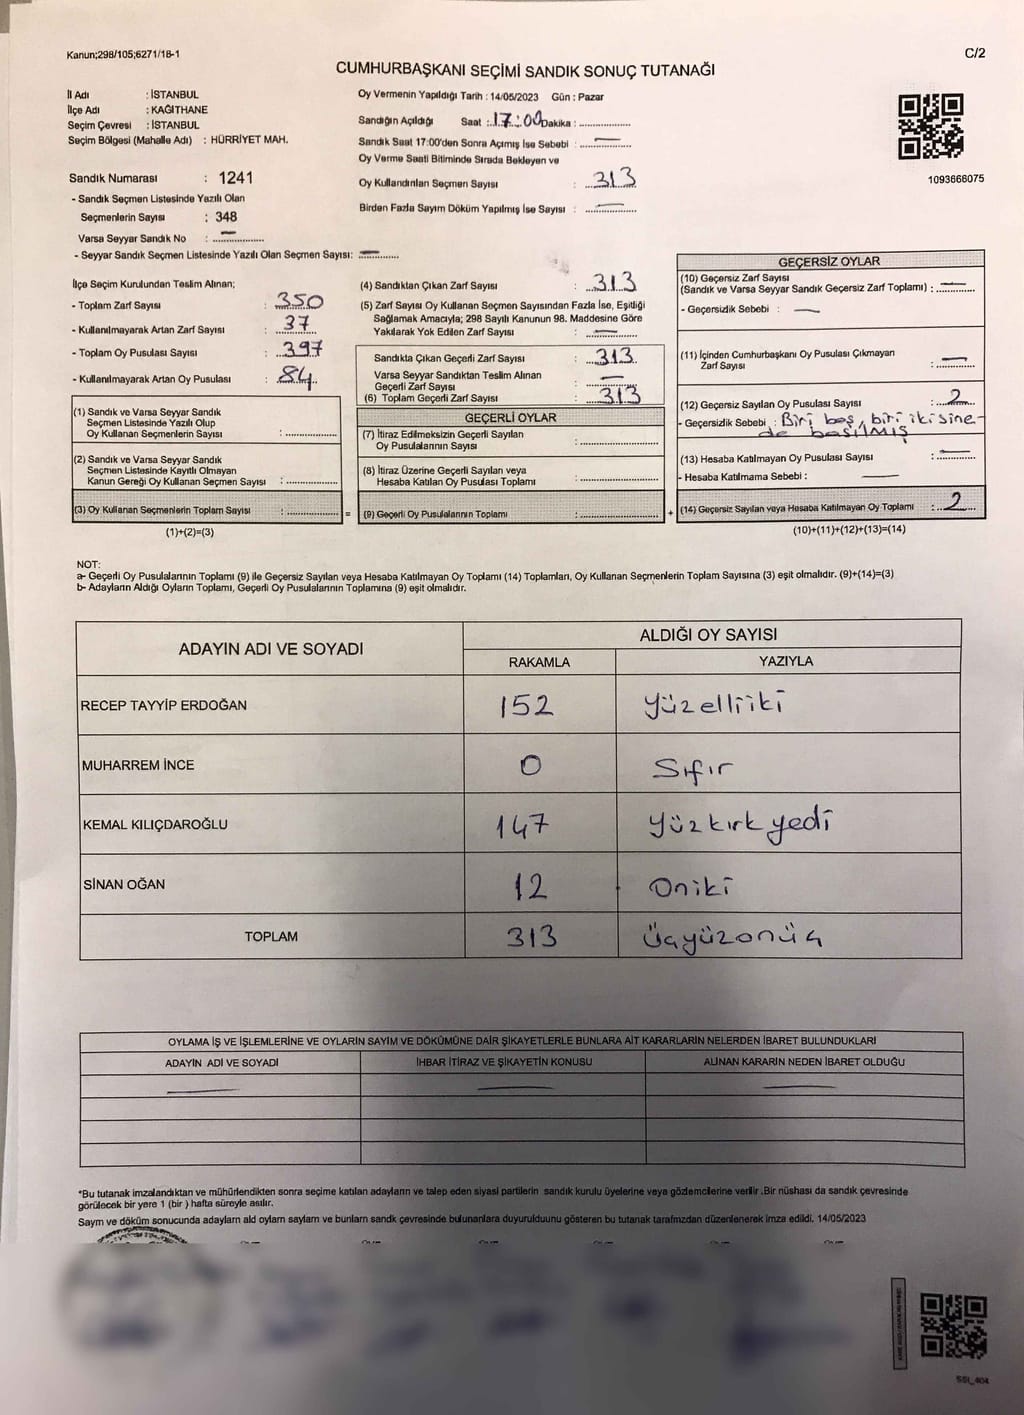 Kanun;298/105;6271/18-1
C/2
CUMHURBAŞKANI SEÇİMİ SANDIK SONUÇ TUTANAĞI
İl Adı : İSTANBUL
İlçe Adı : KAĞITHANE
Seçim Çevresi : İSTANBUL
Seçim Bölgesi (Mahalle Adı) : HÜRRİYET MAH.
Sandık Numarası : 1241
- Sandık Seçmen Listesinde Yazılı Olan
Seçmenlerin Sayısı : 348
Varsa Seyyar Sandık No : —
- Seyyar Sandık Seçmen Listesinde Yazılı Olan Seçmen Sayısı: —
Oy Vermenin Yapıldığı Tarih : 14/05/2023 Gün : Pazar
Sandığın Açıldığı Saat : 17:00 Dakika : ...............
Sandık Saat 17:00'den Sonra Açımış İse Sebebi : —
Oy Verme Saati Bitiminde Sırada Bekleyen ve
Oy Kullandırılan Seçmen Sayısı : 313
Birden Fazla Sayım Döküm Yapılmış İse Sayısı : —
1093666075
İlçe Seçim Kurulundan Teslim Alınan;
- Toplam Zarf Sayısı : 350
- Kullanılmayarak Artan Zarf Sayısı : 37
- Toplam Oy Pusulası Sayısı : 397
- Kullanılmayarak Artan Oy Pusulası : 84
(1) Sandık ve Varsa Seyyar Sandık
Seçmen Listesinde Yazılı Olup
Oy Kullanan Seçmenlerin Sayısı : ...............
(2) Sandık ve Varsa Seyyar Sandık
Seçmen Listesinde Kayıtlı Olmayan
Kanun Gereği Oy Kullanan Seçmen Sayısı : ...............
(3) Oy Kullanan Seçmenlerin Toplam Sayısı : ...............
(1)+(2)=(3)
(4) Sandıktan Çıkan Zarf Sayısı : 313
(5) Zarf Sayısı Oy Kullanan Seçmen Sayısından Fazla İse, Eşitliği
Sağlamak Amacıyla; 298 Sayılı Kanunun 98. Maddesine Göre
Yakılarak Yok Edilen Zarf Sayısı : —
Sandıkta Çıkan Geçerli Zarf Sayısı : 313
Varsa Seyyar Sandıktan Teslim Alınan
Geçerli Zarf Sayısı : —
(6) Toplam Geçerli Zarf Sayısı : 313
GEÇERLİ OYLAR
(7) İtiraz Edilmeksizin Geçerli Sayılan
Oy Pusulalarının Sayısı : ...............
(8) İtiraz Üzerine Geçerli Sayılan veya
Hesaba Katılan Oy Pusulası Toplamı : ...............
= (9) Geçerli Oy Pusulalarının Toplamı : ............... +
GEÇERSİZ OYLAR
(10) Geçersiz Zarf Sayısı
(Sandık ve Varsa Seyyar Sandık Geçersiz Zarf Toplamı) : —
- Geçersizlik Sebebi : —
(11) İçinden Cumhurbaşkanı Oy Pusulası Çıkmayan
Zarf Sayısı : —
(12) Geçersiz Sayılan Oy Pusulası Sayısı : 2
- Geçersizlik Sebebi : Biri boş, biri ikisine-
de basılmış
(13) Hesaba Katılmayan Oy Pusulası Sayısı : —
- Hesaba Katılmama Sebebi : —
(14) Geçersiz Sayılan veya Hesaba Katılmayan Oy Toplamı : 2
(10)+(11)+(12)+(13)=(14)
NOT:
a- Geçerli Oy Pusulalarının Toplamı (9) ile Geçersiz Sayılan veya Hesaba Katılmayan Oy Toplamı (14) Toplamları, Oy Kullanan Seçmenlerin Toplam Sayısına (3) eşit olmalıdır. (9)+(14)=(3)
b- Adayların Aldığı Oyların Toplamı, Geçerli Oy Pusulalarının Toplamına (9) eşit olmalıdır.
ADAYIN ADI VE SOYADI
ALDIĞI OY SAYISI
RAKAMLA YAZIYLA
RECEP TAYYİP ERDOĞAN 152 Yüzelliiki
MUHARREM İNCE 0 Sıfır
KEMAL KILIÇDAROĞLU 147 Yüzkırkyedi
SİNAN OĞAN 12 Oniki
TOPLAM 313 Üçyüzonüç
OYLAMA İŞ VE İŞLEMLERİNE VE OYLARIN SAYIM VE DÖKÜMÜNE DAİR ŞİKAYETLERLE BUNLARA AİT KARARLARIN NELERDEN İBARET BULUNDUKLARI
ADAYIN ADI VE SOYADI İHBAR İTİRAZ VE ŞİKAYETİN KONUSU ALINAN KARARIN NEDEN İBARET OLDUĞU
— — —
*Bu tutanak imzalandıktan ve mühürlendikten sonra seçime katılan adayların ve talep eden siyasi partilerin sandık kurulu üyelerine veya gözlemcilerine verilir .Bir nüshası da sandık çevresinde
görülecek bir yere 1 (bir ) hafta süreyle asılır.
Sayım ve döküm sonucunda adayların ald oyların sayların ve bunların sandk çevresinde bulunanlara duyurulduunu gösteren bu tutanak tarafmzdan düzenlenerek imza edildi. 14/05/2023